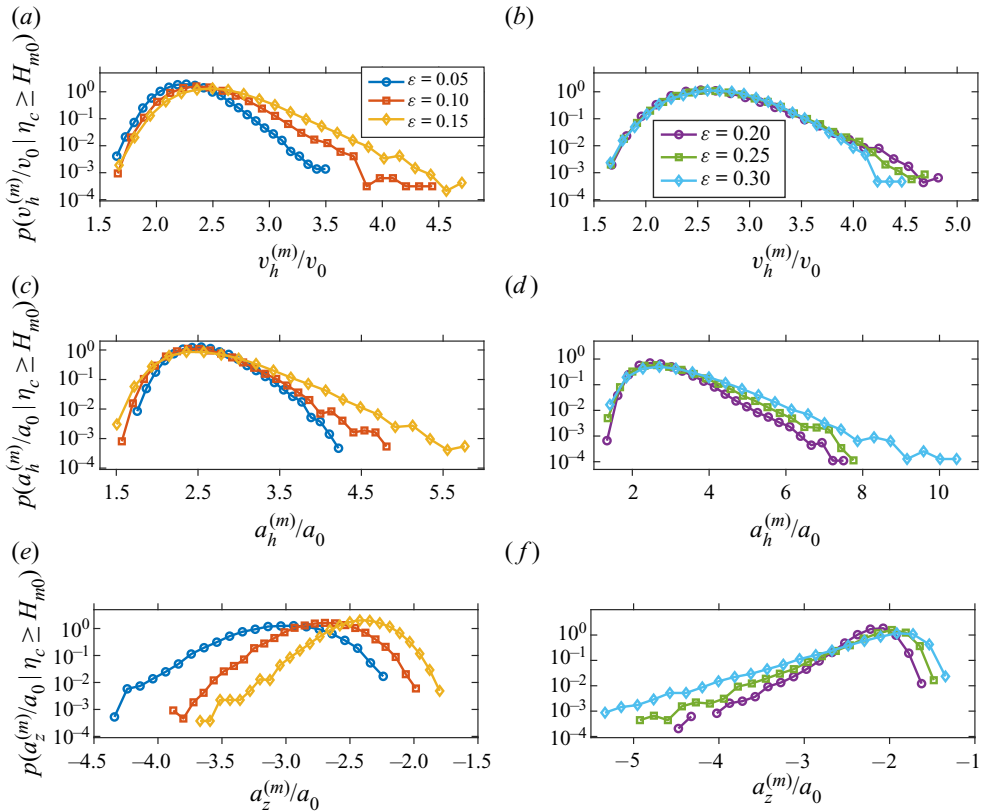 (a)
p(v_h^(m)/v_0 | η_c ≥ H_m0)
10^0
10^−1
10^−2
10^−3
10^−4
1.5 2.0 2.5 3.0 3.5 4.0 4.5
v_h^(m)/v_0
ε = 0.05
ε = 0.10
ε = 0.15
(b)
10^0
10^−1
10^−2
10^−3
10^−4
1.5 2.0 2.5 3.0 3.5 4.0 4.5 5.0
v_h^(m)/v_0
ε = 0.20
ε = 0.25
ε = 0.30
(c)
p(a_h^(m)/a_0 | η_c ≥ H_m0)
10^0
10^−1
10^−2
10^−3
10^−4
1.5 2.5 3.5 4.5 5.5
a_h^(m)/a_0
(d)
10^0
10^−1
10^−2
10^−3
10^−4
2 4 6 8 10
a_h^(m)/a_0
(e)
p(a_z^(m)/a_0 | η_c ≥ H_m0)
10^0
10^−1
10^−2
10^−3
10^−4
−4.5 −4.0 −3.5 −3.0 −2.5 −2.0 −1.5
a_z^(m)/a_0
(f)
10^0
10^−1
10^−2
10^−3
10^−4
−5 −4 −3 −2 −1
a_z^(m)/a_0